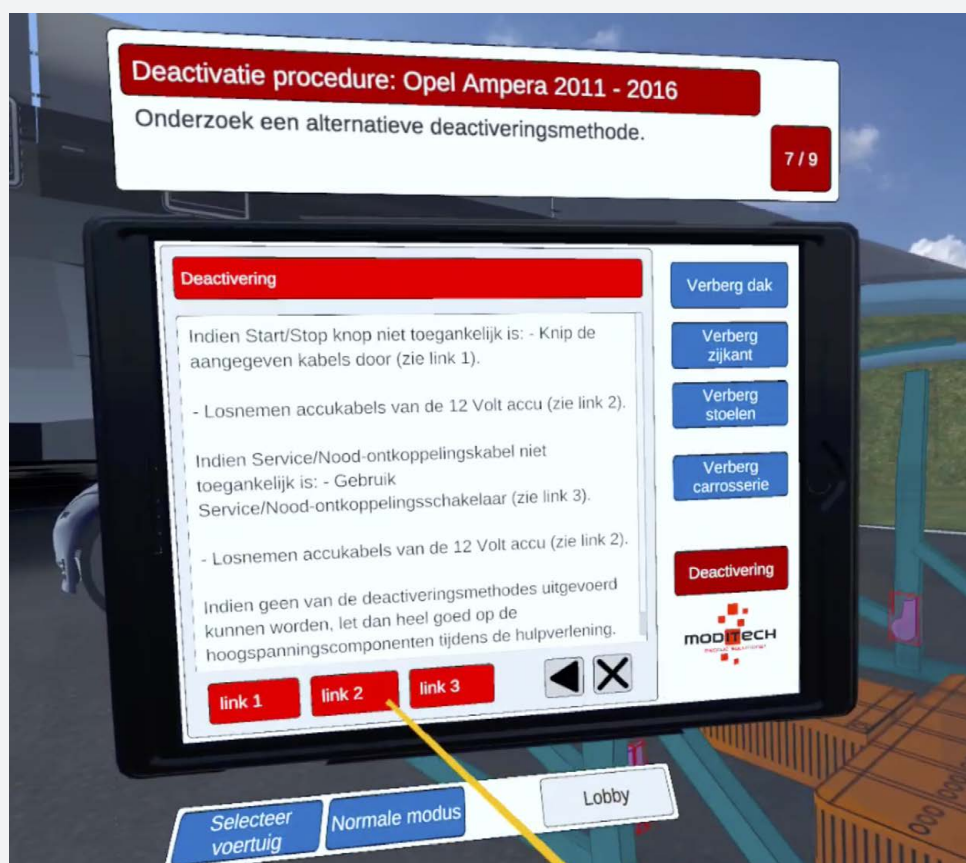 Deactivatie procedure: Opel Ampera 2011 - 2016
Onderzoek een alternatieve deactiveringsmethode.
7 / 9
Deactivering
Indien Start/Stop knop niet toegankelijk is: - Knip de
aangegeven kabels door (zie link 1).
- Losnemen accukabels van de 12 Volt accu (zie link 2).
Indien Service/Nood-ontkoppelingskabel niet
toegankelijk is: - Gebruik
Service/Nood-ontkoppelingsschakelaar (zie link 3).
- Losnemen accukabels van de 12 Volt accu (zie link 2).
Indien geen van de deactiveringsmethodes uitgevoerd
kunnen worden, let dan heel goed op de
hoogspanningscomponenten tijdens de hulpverlening.
link 1
link 2
link 3
Verberg dak
Verberg
zijkant
Verberg
stoelen
Verberg
carrosserie
Deactivering
MODITECH
Selecteer
voertuig
Normale modus
Lobby